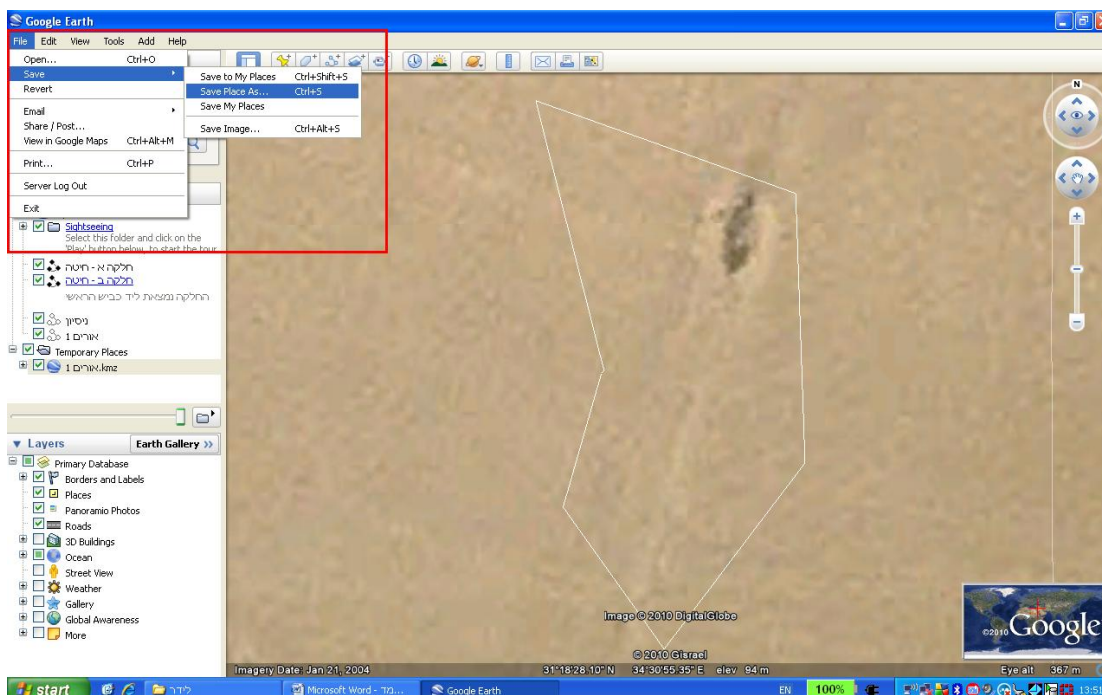 Google Earth
File Edit View Tools Add Help
Open... Ctrl+O
Save
Revert
Email
Share / Post...
View in Google Maps Ctrl+Alt+M
Print... Ctrl+P
Server Log Out
Exit
Save to My Places Ctrl+Shift+S
Save Place As... Ctrl+S
Save My Places
Save Image... Ctrl+Alt+S
Sightseeing
Select this folder and click on the
'Play' button below, to start the tour
חלקה א - חיטה
חלקה ב - חיטה
החלקה נמצאת ליד כביש הראשי
ניסיון
אורים 1
Temporary Places
אורים 1.kmz
Layers
Earth Gallery >>
Primary Database
Borders and Labels
Places
Panoramio Photos
Roads
3D Buildings
Ocean
Street View
Weather
Gallery
Global Awareness
More
N
Image © 2010 DigitalGlobe
© 2010 Gisrael
©2010 Google
Imagery Date: Jan 21, 2004
31°18'28.10" N 34°30'55.35" E elev 94 m
Eye alt 367 m
start
לידר
Microsoft Word - מד...
Google Earth
EN
100%